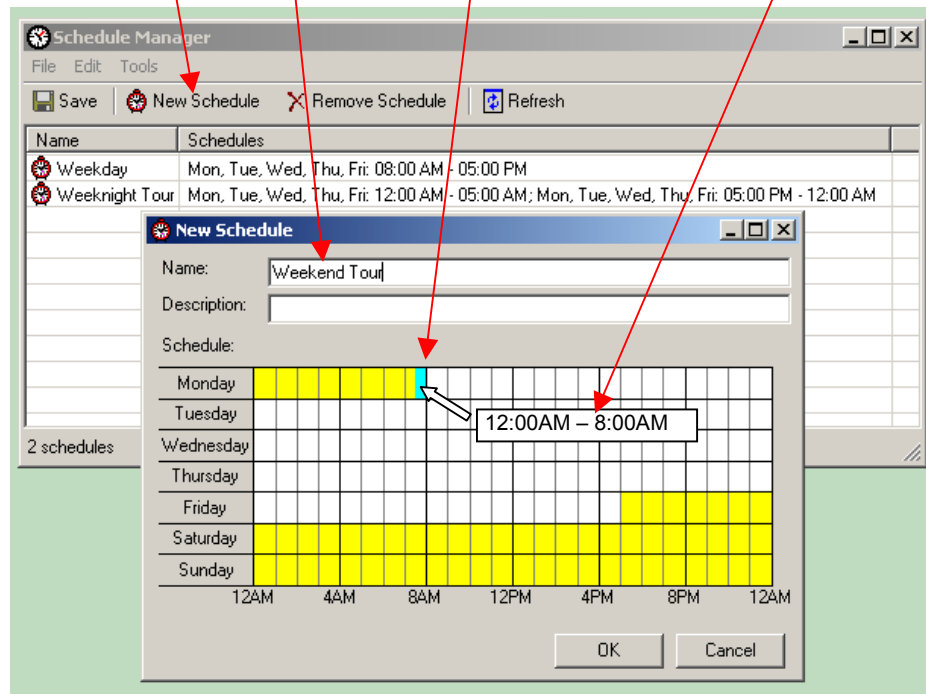 Schedule Manager
File Edit Tools
Save New Schedule Remove Schedule Refresh
Name Schedules
Weekday Mon, Tue, Wed, Thu, Fri: 08:00 AM - 05:00 PM
Weeknight Tour Mon, Tue, Wed, Thu, Fri: 12:00 AM - 05:00 AM; Mon, Tue, Wed, Thu, Fri: 05:00 PM - 12:00 AM
New Schedule
Name: Weekend Tour
Description:
Schedule:
Monday
Tuesday
12:00AM – 8:00AM
Wednesday
Thursday
Friday
Saturday
Sunday
12AM 4AM 8AM 12PM 4PM 8PM 12AM
OK Cancel
2 schedules